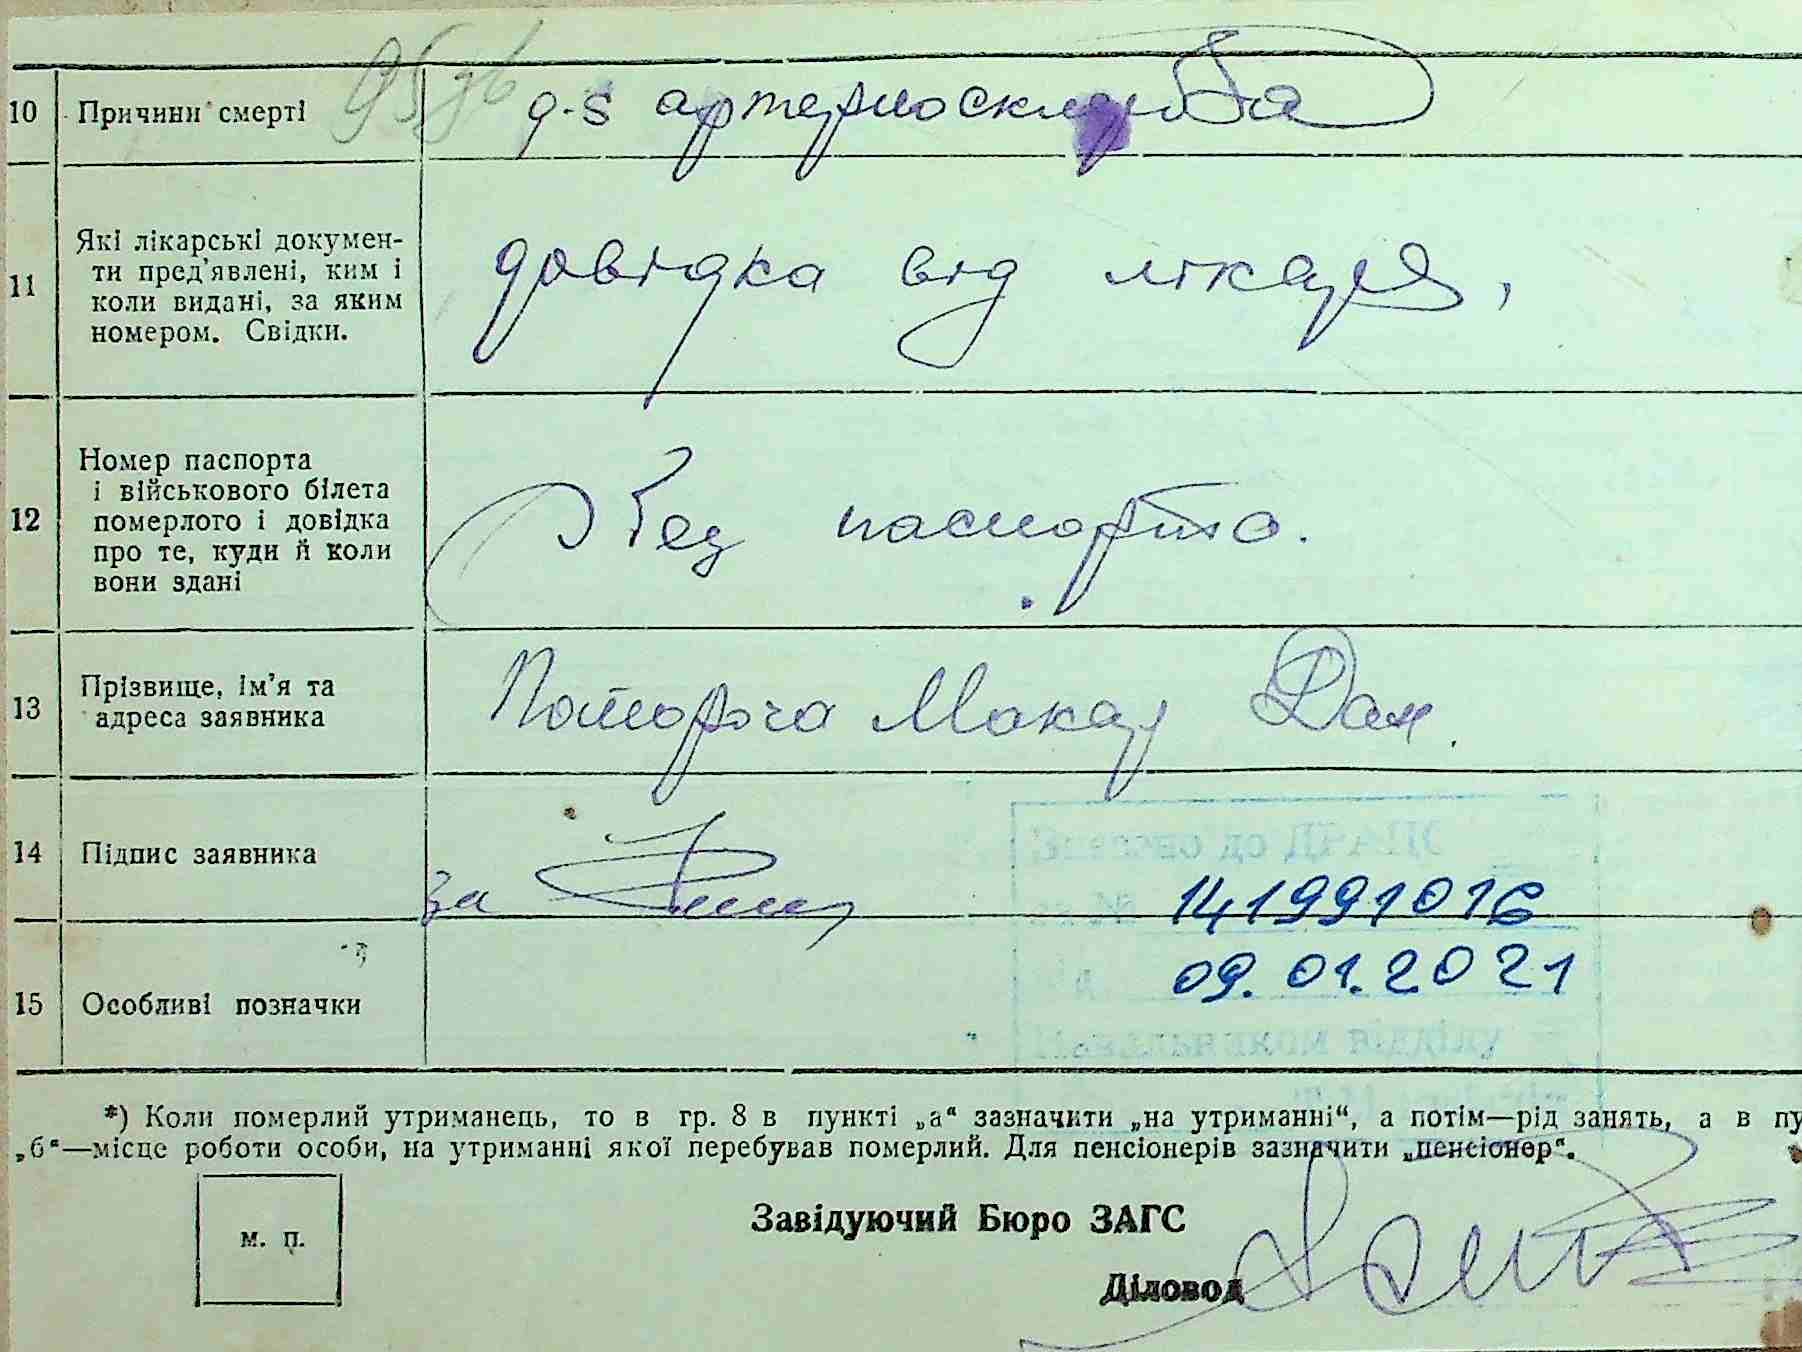 10 Причини смерті
д-s
11 Які лікарські докумен-
ти пред'явлені, ким і
коли видані, за яким
номером. Свідки.
довідка від лікаря,
12 Номер паспорта
і військового білета
померлого і довідка
про те, куди й коли
вони здані
Без паспорта.
13 Прізвище, ім'я та
адреса заявника
Макар
14 Підпис заявника
за
141991016
09.01.2021
15 Особливі позначки
*) Коли померлий утриманець, то в гр. 8 в пункті „а“ зазначити „на утриманні“, а потім—рід занять, а в пу
„б“—місце роботи особи, на утриманні якої перебував померлий. Для пенсіонерів зазначити „пенсіонер“.
м. п.
Завідуючий Бюро ЗАГС
Діловод